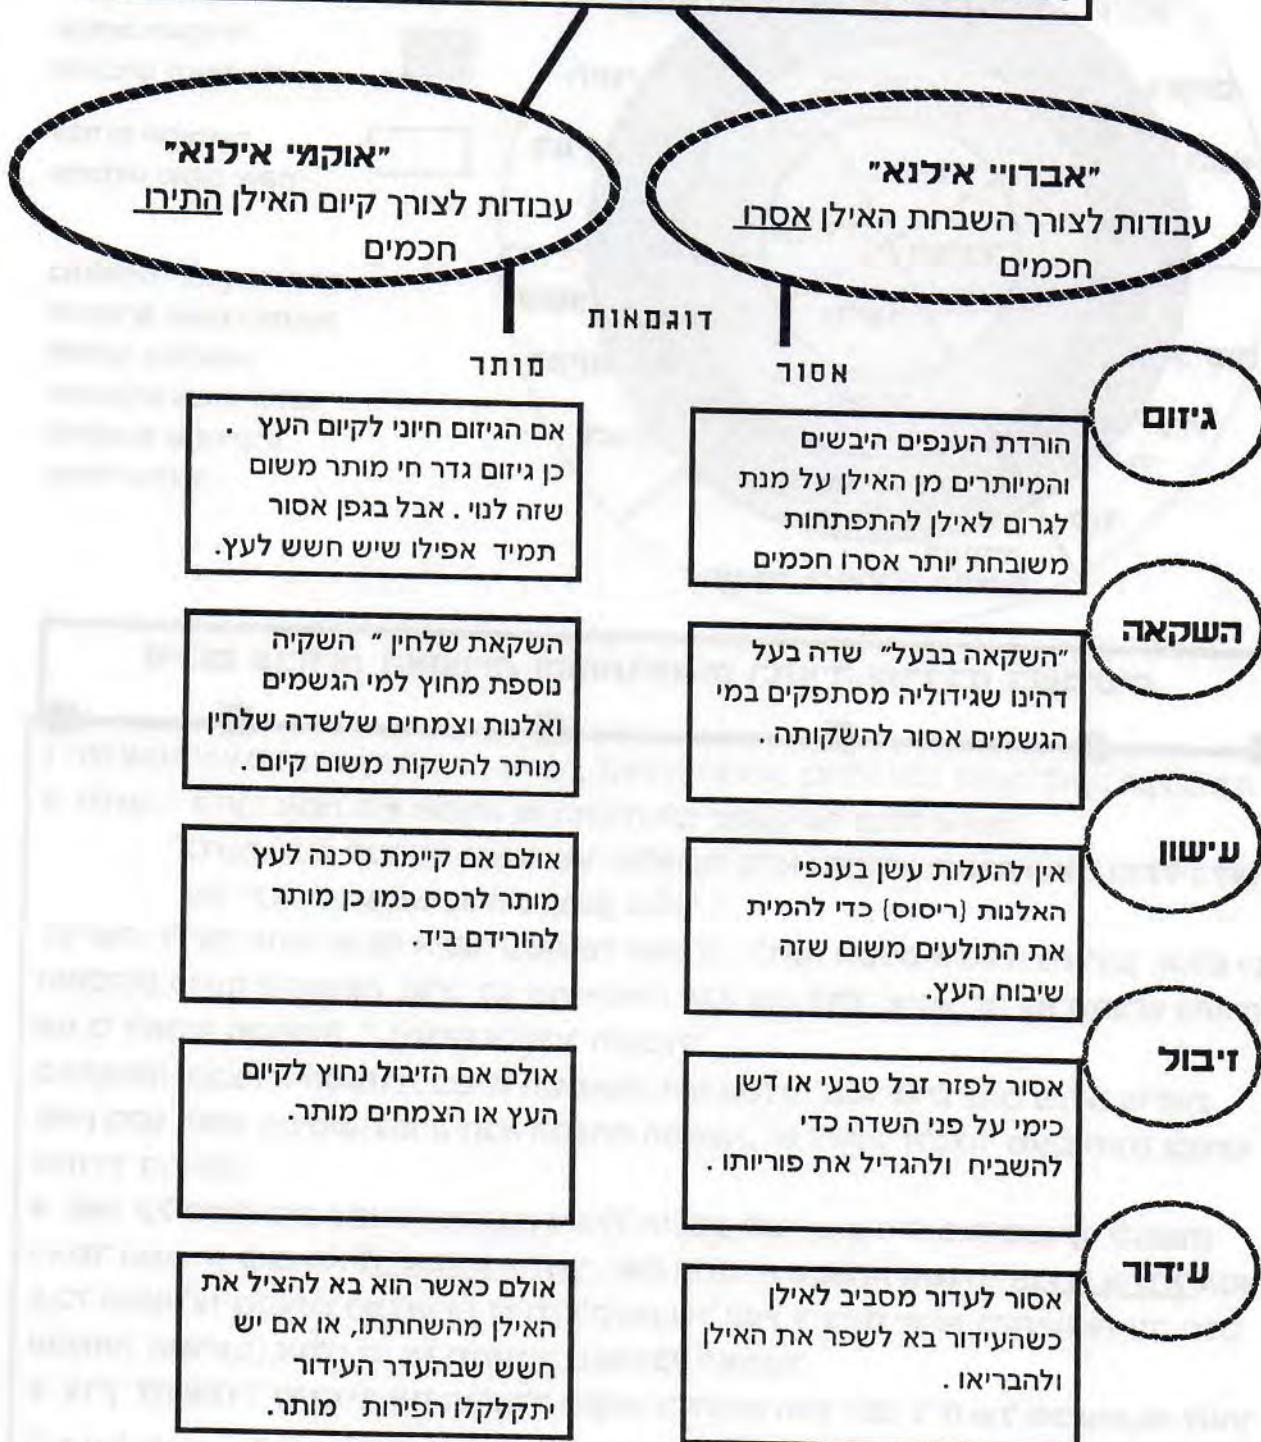 "אברויי אילנא"
עבודות לצורך השבחת האילן אסרו
חכמים
"אוקמי אילנא"
עבודות לצורך קיום האילן התירו
חכמים
דוגמאות
אסור
מותר
גיזום
הורדת הענפים היבשים
והמיותרים מן האילן על מנת
לגרום לאילן להתפתחות
משובחת יותר אסרו חכמים
אם הגיזום חיוני לקיום העץ .
כן גיזום גדר חי מותר משום
שזה לנוי . אבל בגפן אסור
תמיד אפילו שיש חשש לעץ.
השקאה
"השקאה בבעל" שדה בעל
דהינו שגידוליה מסתפקים במי
הגשמים אסור להשקותה .
השקאת שלחין " השקיה
נוספת מחוץ למי הגשמים
ואלנות וצמחים שלשדה שלחין
מותר להשקות משום קיום .
עישון
אין להעלות עשן בענפי
האלנות (ריסוס) כדי להמית
את התולעים משום שזה
שיבוח העץ.
אולם אם קיימת סכנה לעץ
מותר לרסס כמו כן מותר
להורידם ביד.
זיבול
אסור לפזר זבל טבעי או דשן
כימי על פני השדה כדי
להשביח ולהגדיל את פוריותו .
אולם אם הזיבול נחוץ לקיום
העץ או הצמחים מותר.
עידור
אסור לעדור מסביב לאילן
כשהעידור בא לשפר את האילן
ולהבריאו .
אולם כאשר הוא בא להציל את
האילן מהשחתתו, או אם יש
חשש שבהעדר העידור
יתקלקלו הפירות מותר.